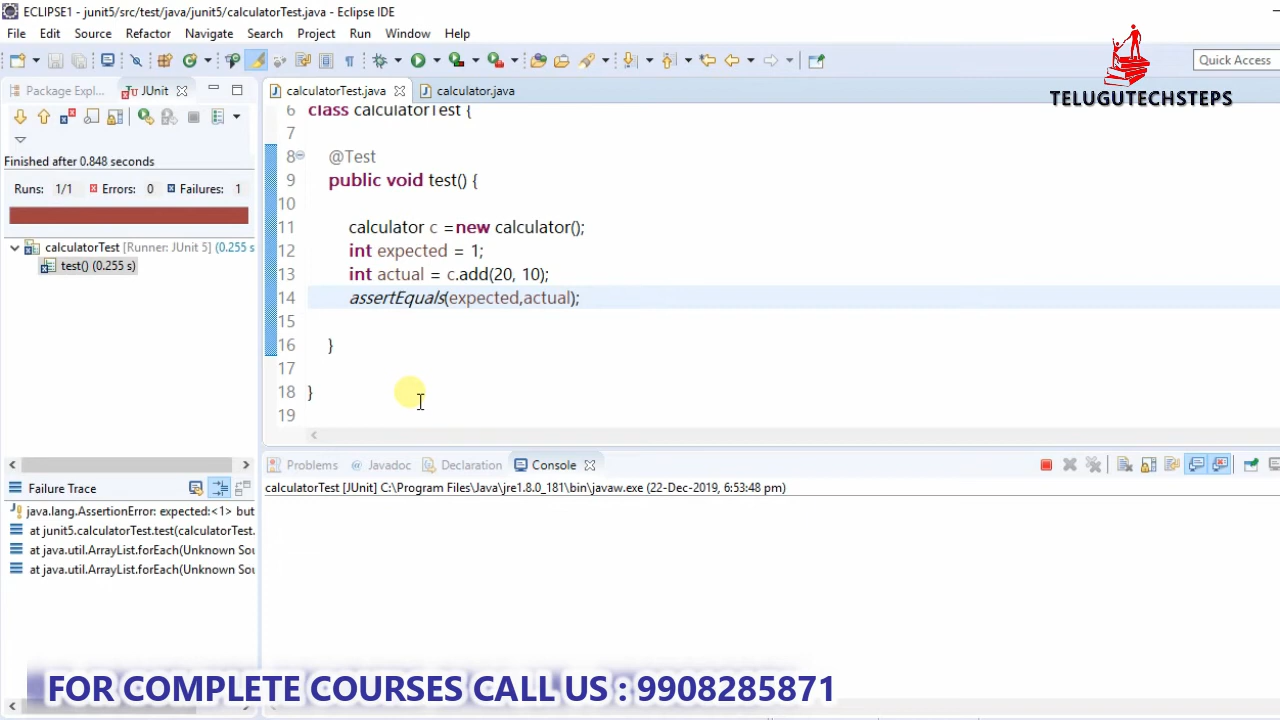 ECLIPSE1 - junit5/src/test/java/junit5/calculatorTest.java - Eclipse IDE
File Edit Source Refactor Navigate Search Project Run Window Help
Quick Access
TELUGUTECHSTEPS
Package Expl... JUnit
calculatorTest.java calculator.java
Finished after 0.848 seconds
Runs: 1/1 Errors: 0 Failures: 1
calculatorTest [Runner: JUnit 5] (0.255 s
test() (0.255 s)
6 class calculatorTest {
7
8 @Test
9 public void test() {
10
11 calculator c =new calculator();
12 int expected = 1;
13 int actual = c.add(20, 10);
14 assertEquals(expected,actual);
15
16 }
17
18 }
19
Problems @ Javadoc Declaration Console
calculatorTest [JUnit] C:\Program Files\Java\jre1.8.0_181\bin\javaw.exe (22-Dec-2019, 6:53:48 pm)
Failure Trace
java.lang.AssertionError: expected:<1> but
at junit5.calculatorTest.test(calculatorTest.
at java.util.ArrayList.forEach(Unknown Sou
at java.util.ArrayList.forEach(Unknown Sou
FOR COMPLETE COURSES CALL US : 9908285871